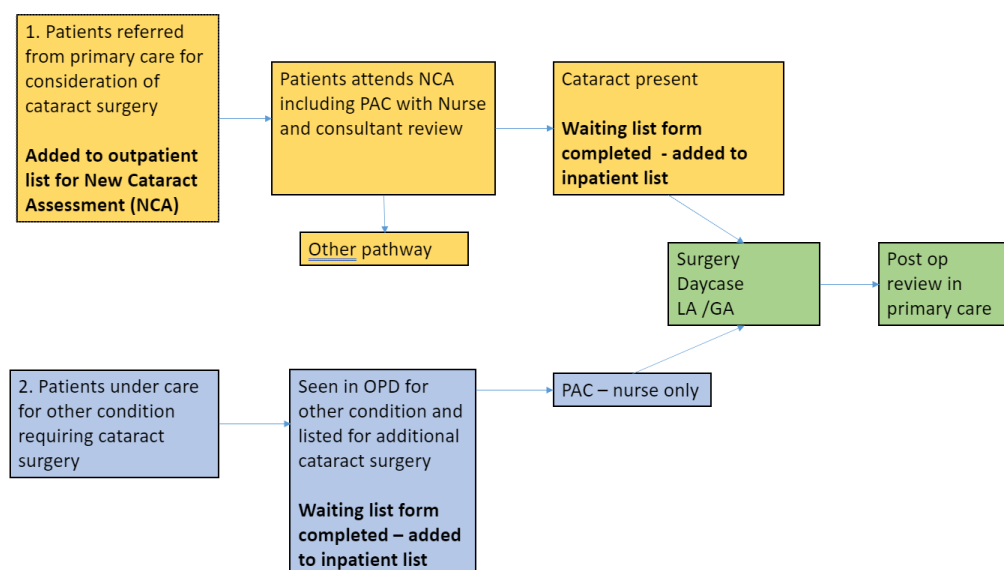 1. Patients referred
from primary care for
consideration of
cataract surgery
Added to outpatient
list for New Cataract
Assessment (NCA)
Patients attends NCA
including PAC with Nurse
and consultant review
Cataract present
Waiting list form
completed - added to
inpatient list
Other pathway
Surgery
Daycase
LA /GA
Post op
review in
primary care
2. Patients under care
for other condition
requiring cataract
surgery
Seen in OPD for
other condition and
listed for additional
cataract surgery
Waiting list form
completed – added
to inpatient list
PAC – nurse only